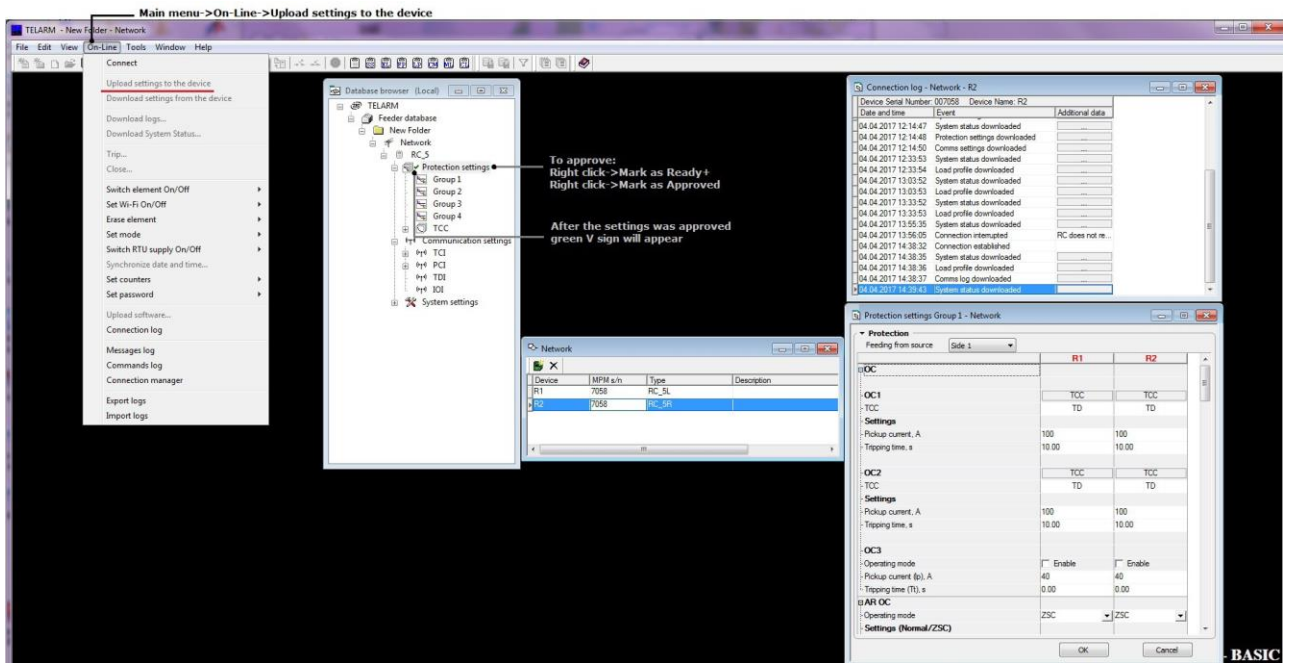 Main menu->On-Line->Upload settings to the device
TELARM - New Folder - Network
File Edit View On-Line Tools Window Help
Connect
Upload settings to the device
Download settings from the device
Download logs...
Download System Status...
Trip...
Close...
Switch element On/Off
Set Wi-Fi On/Off
Erase element
Set mode
Switch RTU supply On/Off
Synchronize date and time...
Set counters
Set password
Upload software...
Connection log
Messages log
Commands log
Connection manager
Export logs
Import logs
Database browser (Local)
TELARM
Feeder database
New Folder
Network
RC_5
Protection settings
Group 1
Group 2
Group 3
Group 4
TCC
Communication settings
TCI
PCI
TDI
IOI
System settings
To approve:
Right click->Mark as Ready+
Right click->Mark as Approved
After the settings was approved
green V sign will appear
Network
Device MPM s/n Type Description
R1 7058 RC_5L
R2 7058 RC_5R
Connection log - Network - R2
Device Serial Number: 007058 Device Name: R2
Date and time Event Additional data
04.04.2017 12:14:47 System status downloaded ...
04.04.2017 12:14:48 Protection settings downloaded ...
04.04.2017 12:14:50 Comms settings downloaded ...
04.04.2017 12:33:53 System status downloaded ...
04.04.2017 12:33:54 Load profile downloaded ...
04.04.2017 13:03:52 System status downloaded ...
04.04.2017 13:03:53 Load profile downloaded ...
04.04.2017 13:33:52 System status downloaded ...
04.04.2017 13:33:53 Load profile downloaded ...
04.04.2017 13:55:35 System status downloaded ...
04.04.2017 13:56:05 Connection interrupted RC does not re...
04.04.2017 14:38:32 Connection established
04.04.2017 14:38:35 System status downloaded ...
04.04.2017 14:38:36 Load profile downloaded ...
04.04.2017 14:38:37 Comms log downloaded ...
04.04.2017 14:39:43 System status downloaded ...
Protection settings Group 1 - Network
Protection
Feeding from source Side 1
R1 R2
OC
OC1 TCC TCC
TCC TD TD
Settings
Pickup current, A 100 100
Tripping time, s 10.00 10.00
OC2 TCC TCC
TCC TD TD
Settings
Pickup current, A 100 100
Tripping time, s 10.00 10.00
OC3
Operating mode Enable Enable
Pickup current (Ip), A 40 40
Tripping time (Tt), s 0.00 0.00
AR OC
Operating mode ZSC ZSC
Settings (Normal/ZSC)
OK Cancel
- BASIC